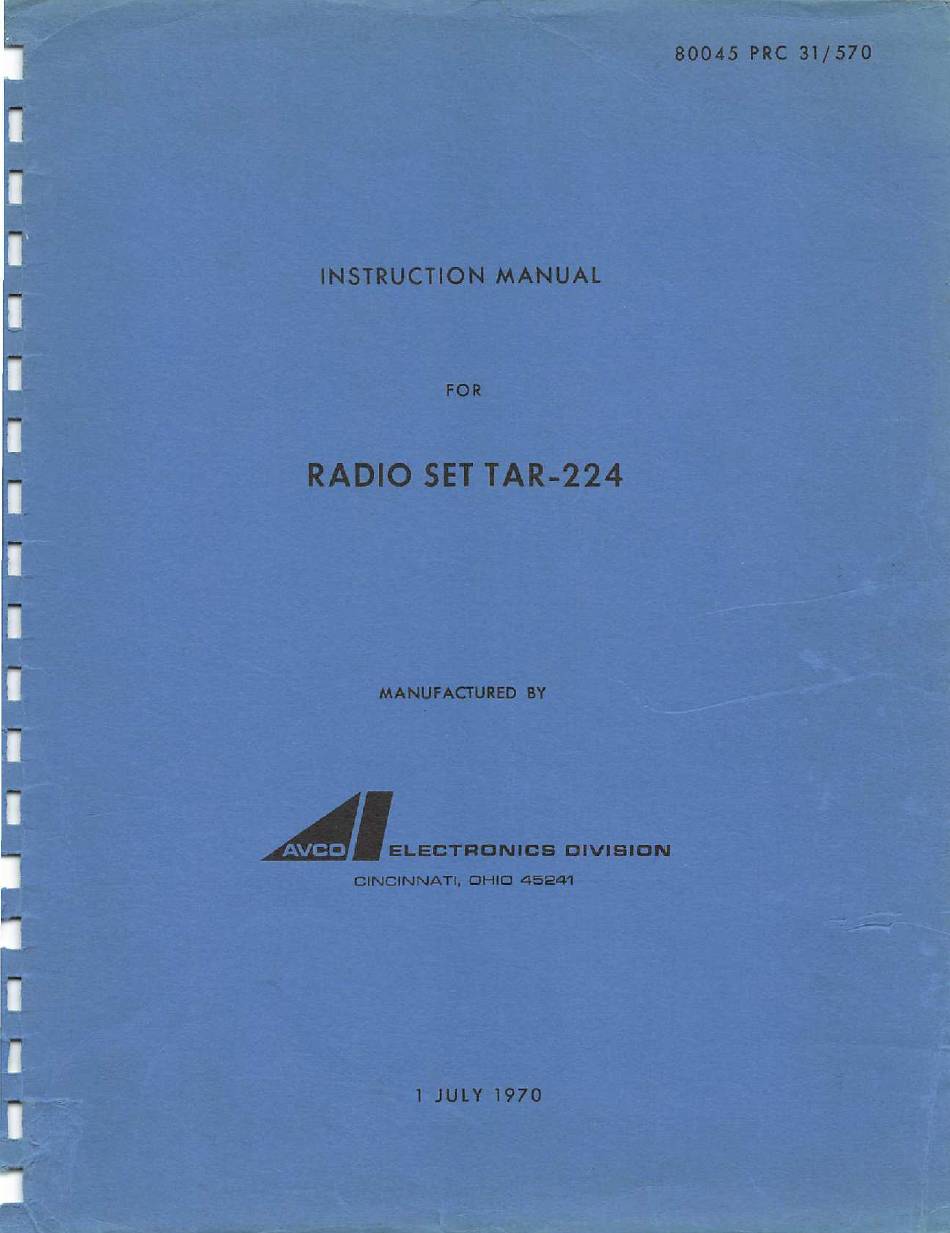 80045 PRC 31/570
INSTRUCTION MANUAL
FOR
RADIO SET TAR-224
MANUFACTURED BY
AVCO ELECTRONICS DIVISION
CINCINNATI, OHIO 45241
1 JULY 1970